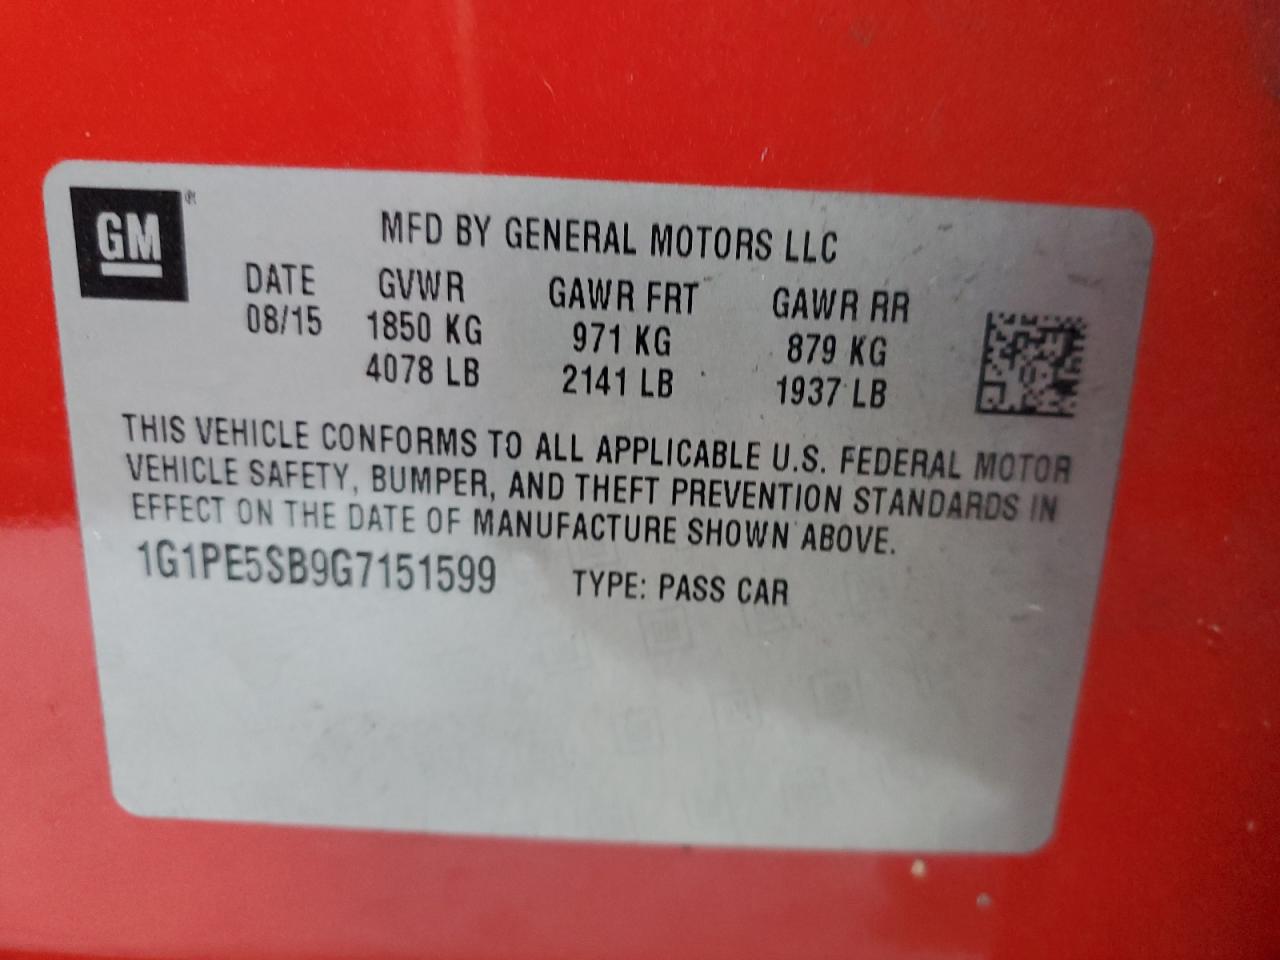 GM®
MFD BY GENERAL MOTORS LLC
DATE GVWR GAWR FRT GAWR RR
08/15 1850 KG 971 KG 879 KG
4078 LB 2141 LB 1937 LB
THIS VEHICLE CONFORMS TO ALL APPLICABLE U.S. FEDERAL MOTOR
VEHICLE SAFETY, BUMPER, AND THEFT PREVENTION STANDARDS IN
EFFECT ON THE DATE OF MANUFACTURE SHOWN ABOVE.
1G1PE5SB9G7151599 TYPE: PASS CAR